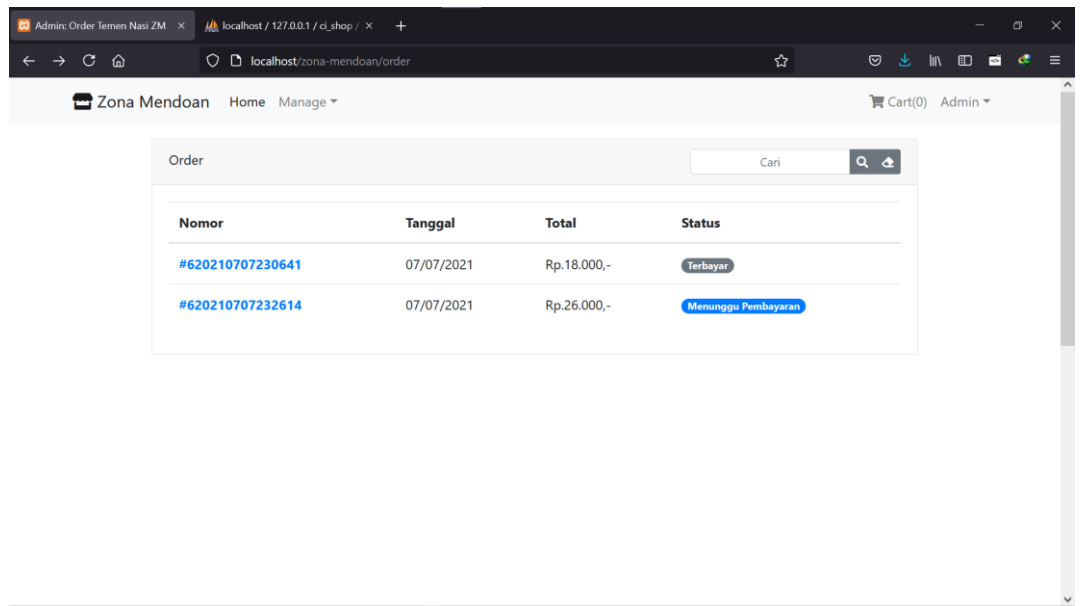 Admin: Order Temen Nasi ZM
localhost / 127.0.0.1 / ci_shop /
localhost/zona-mendoan/order
Zona Mendoan Home Manage Cart(0) Admin
Order Cari
Nomor Tanggal Total Status
#620210707230641 07/07/2021 Rp.18.000,- Terbayar
#620210707232614 07/07/2021 Rp.26.000,- Menunggu Pembayaran